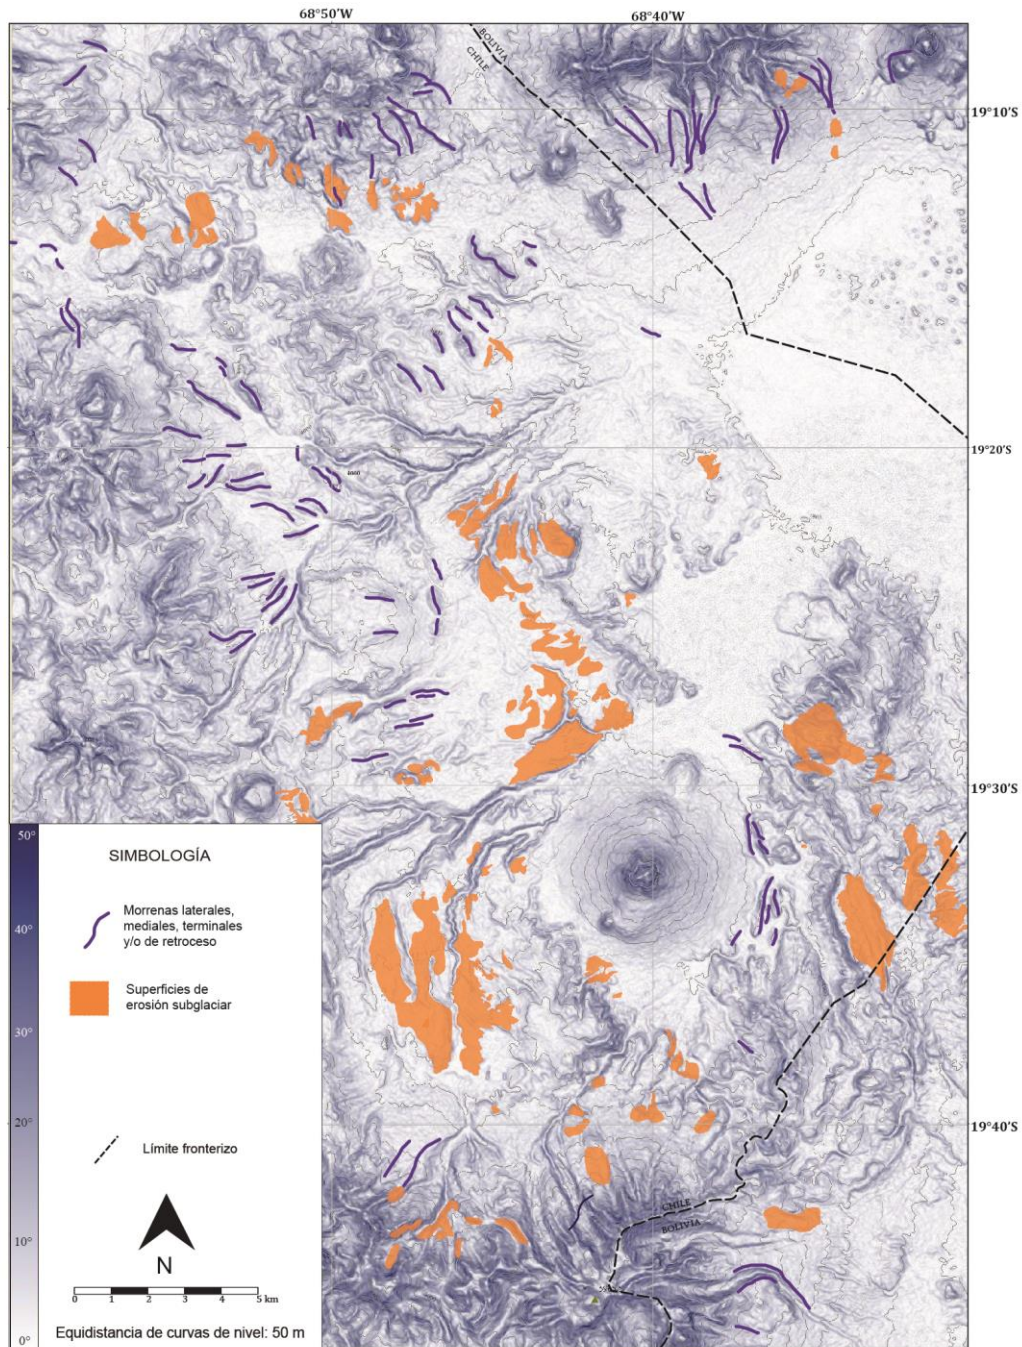 68°50'W
68°40'W
BOLIVIA
CHILE
19°10'S
19°20'S
19°30'S
50°
SIMBOLOGÍA
Morrenas laterales,
mediales, terminales
y/o de retroceso
40°
Superficies de
erosión subglaciar
30°
20°
19°40'S
Límite fronterizo
CHILE
BOLIVIA
10°
N
0 1 2 3 4 5 km
Equidistancia de curvas de nivel: 50 m
0°